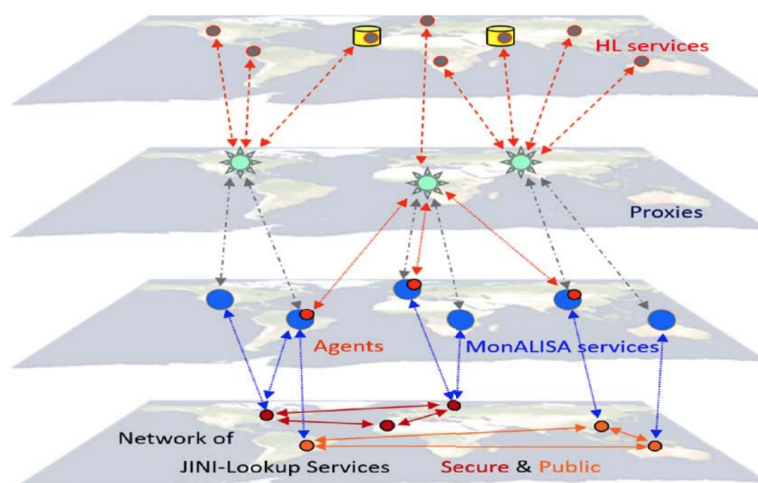 HL services
Proxies
Agents
MonALISA services
Network of
JINI-Lookup Services
Secure & Public